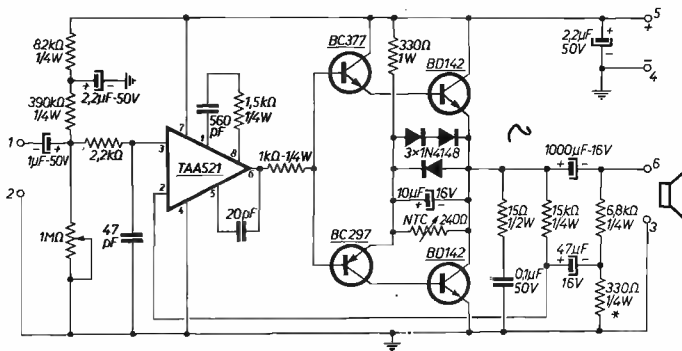 82kΩ
1/4W
2,2µF-50V
390kΩ
1/4W
1
1µF-50V
2,2kΩ
2
1MΩ
47
pF
560
pF
1,5kΩ
1/4W
7
1
8
3
TAA521
6
2
5
4
20pF
1kΩ-1/4W
BC377
330Ω
1W
BD142
3×1N4148
10µF
16V
NTC
240Ω
BC297
BD142
2,2µF
50V
5
+
-
4
1000µF-16V
6
15Ω
1/2W
15kΩ
1/4W
6,8kΩ
1/4W
3
47µF
16V
0,1µF
50V
330Ω
1/4W
*